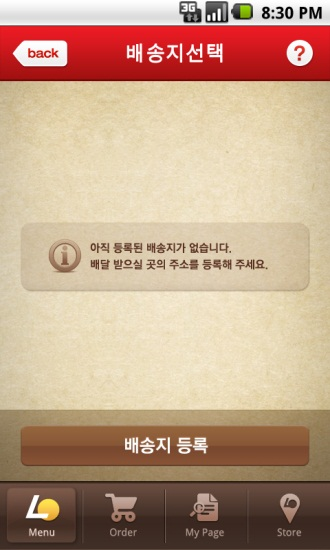 3G 8:30 PM
back 배송지선택 ?
아직 등록된 배송지가 없습니다.
배달 받으실 곳의 주소를 등록해 주세요.
배송지 등록
Menu Order My Page Store